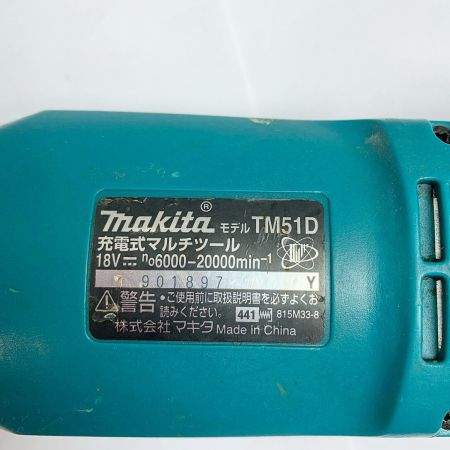 makita® モデル TM51D
充電式マルチツール
18V⎓ n₀6000-20000min⁻¹
901897 Y
⚠警告・ご使用前に取扱説明書を必ずよくお
読みください。 441 815M33-8
株式会社 マキタ Made in China